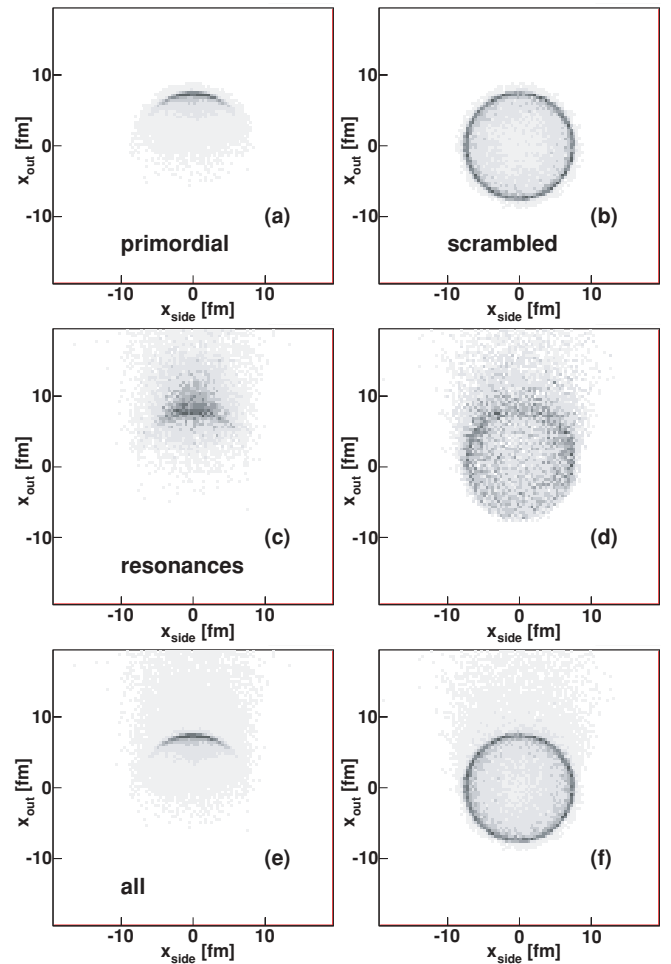 10
0
-10
x_out [fm]
(a)
primordial
-10 0 10
x_side [fm]
10
0
-10
x_out [fm]
(b)
scrambled
-10 0 10
x_side [fm]
10
0
-10
x_out [fm]
(c)
resonances
-10 0 10
x_side [fm]
10
0
-10
x_out [fm]
(d)
-10 0 10
x_side [fm]
10
0
-10
x_out [fm]
(e)
all
-10 0 10
x_side [fm]
10
0
-10
x_out [fm]
(f)
-10 0 10
x_side [fm]